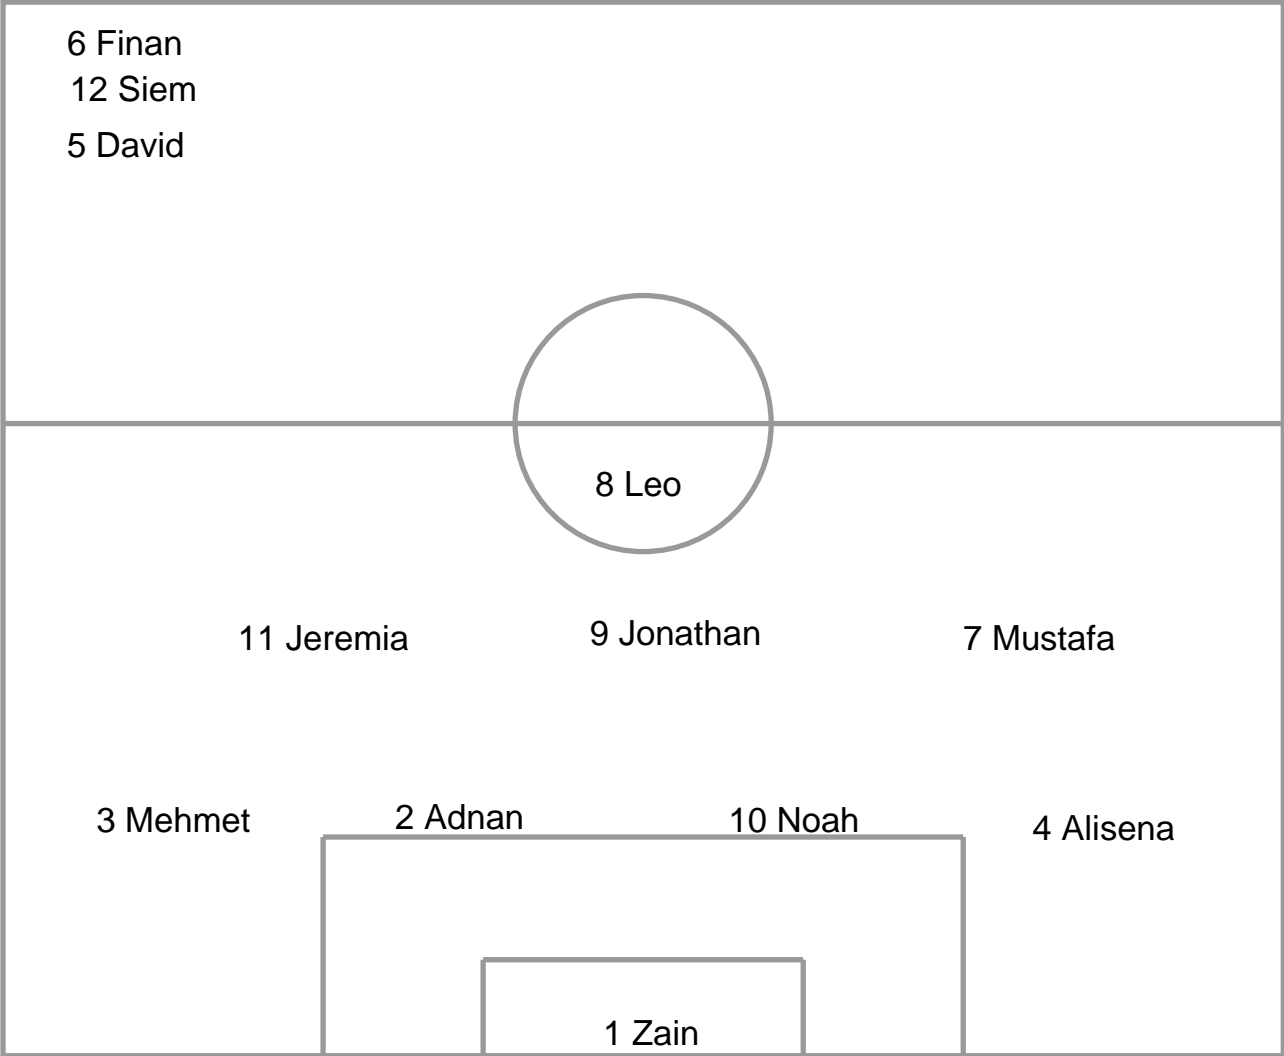 6 Finan
12 Siem
5 David
8 Leo
11 Jeremia
9 Jonathan
7 Mustafa
3 Mehmet
2 Adnan
10 Noah
4 Alisena
1 Zain